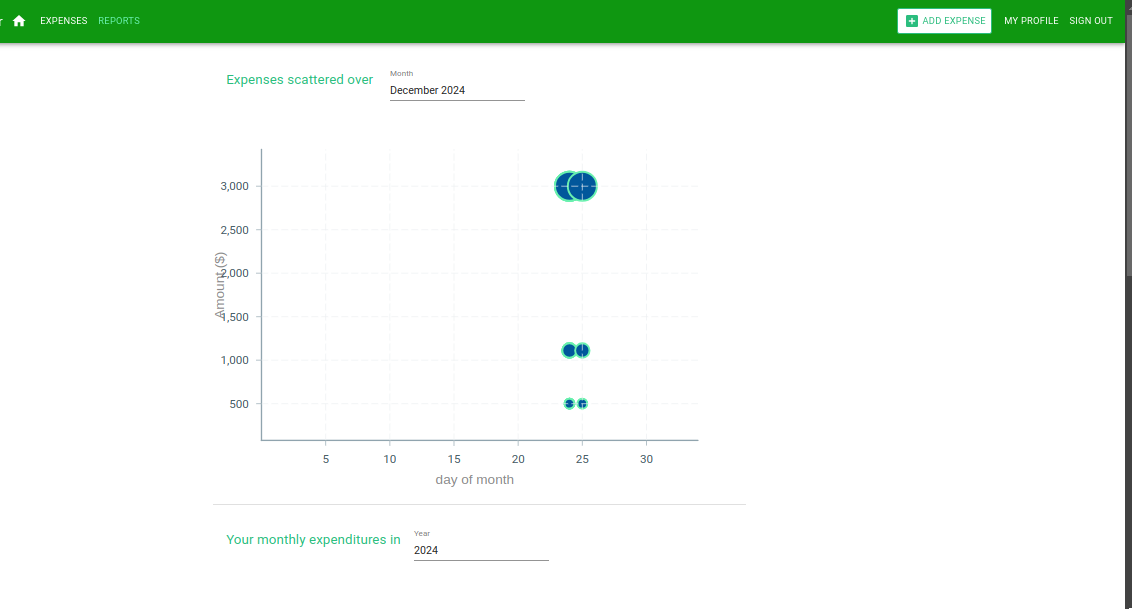 EXPENSES REPORTS ADD EXPENSE MY PROFILE SIGN OUT
Expenses scattered over
Month
December 2024
3,000
2,500
2,000
1,500
1,000
500
Amount ($)
5 10 15 20 25 30
day of month
Your monthly expenditures in
Year
2024